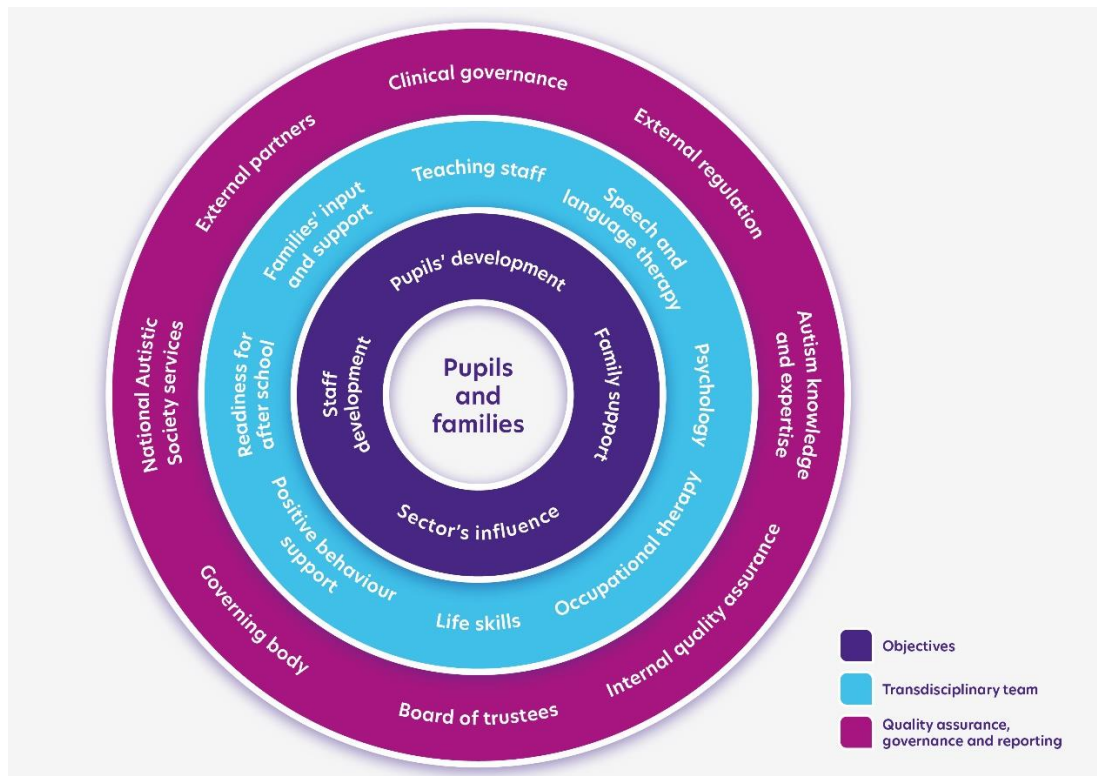 Clinical governance
External regulation
Autism knowledge
and expertise
Internal quality assurance
Board of trustees
Governing body
National Autistic
Society services
External partners
Teaching staff
Speech and
language therapy
Psychology
Occupational therapy
Life skills
Positive behaviour
support
Readiness for
after school
Families’ input
and support
Pupils’ development
Family support
Sector’s influence
Staff
development
Pupils
and
families
Objectives
Transdisciplinary team
Quality assurance,
governance and reporting